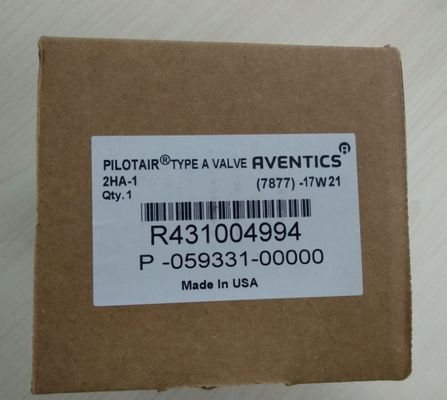 PILOTAIR® TYPE A VALVE AVENTICS®
2HA-1 (7877) -17W21
Qty. 1
R431004994
P -059331-00000
Made In USA